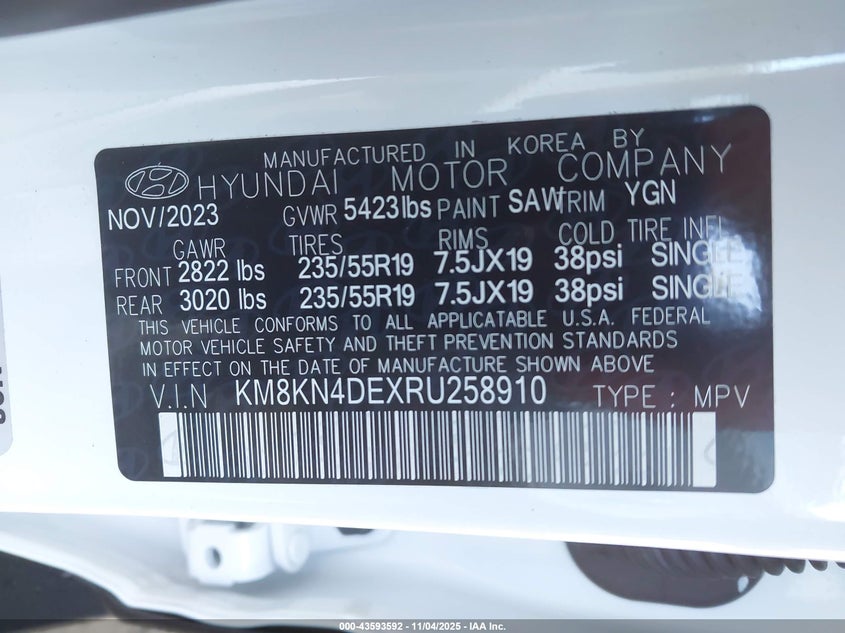 MANUFACTURED IN KOREA BY
HYUNDAI MOTOR COMPANY
NOV/2023 GVWR 5423lbs PAINT SAW TRIM YGN
GAWR TIRES RIMS COLD TIRE INFL
FRONT 2822 lbs 235/55R19 7.5JX19 38psi SINGLE
REAR 3020 lbs 235/55R19 7.5JX19 38psi SINGLE
THIS VEHICLE CONFORMS TO ALL APPLICATABLE U.S.A. FEDERAL
MOTOR VEHICLE SAFETY AND THEFT PREVENTION STANDARDS
IN EFFECT ON THE DATE OF MANUFACTURE SHOWN ABOVE
V.I.N KM8KN4DEXRU258910 TYPE : MPV
000-43593592 - 11/04/2025 - IAA Inc.